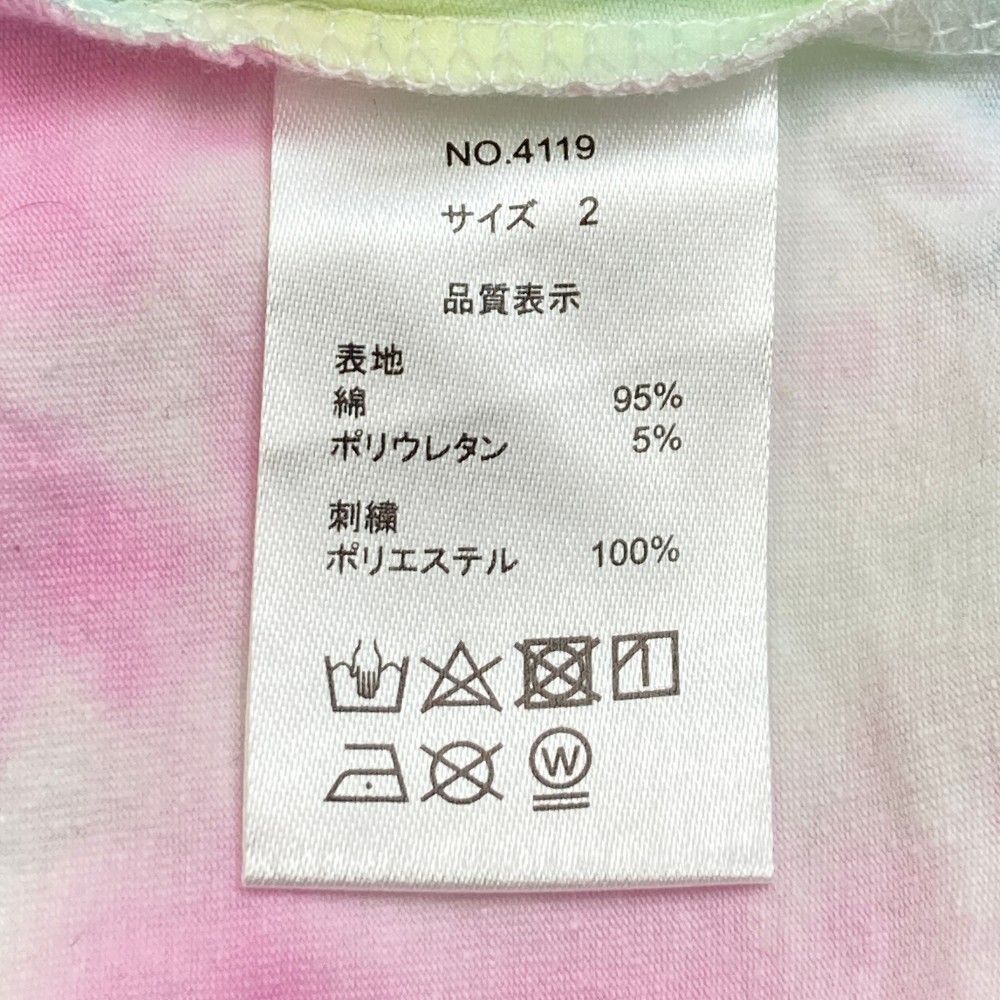 NO.4119
サイズ 2
品質表示
表地
綿 95%
ポリウレタン 5%
刺繍
ポリエステル 100%
W